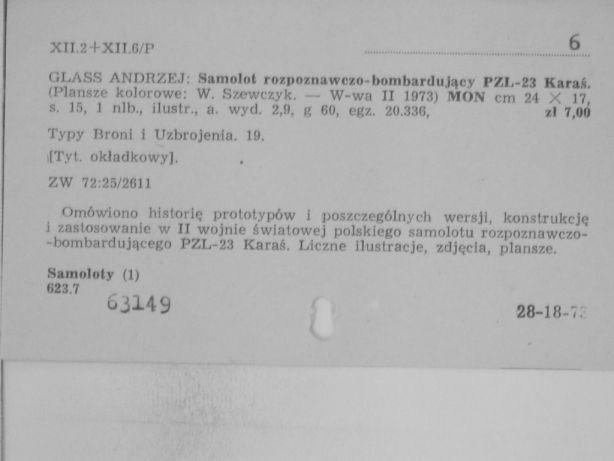 XII.2+XII.6/P
6
GLASS ANDRZEJ: Samolot rozpoznawczo-bombardujący PZL-23 Karaś.
(Plansze kolorowe: W. Szewczyk. — W-wa II 1973) MON cm 24 × 17,
s. 15, 1 nlb., ilustr., a. wyd. 2,9, g 60, egz. 20.336, zł 7,00
Typy Broni i Uzbrojenia. 19.
[Tyt. okładkowy].
ZW 72:25/2611
Omówiono historię prototypów i poszczególnych wersji, konstrukcję
i zastosowanie w II wojnie światowej polskiego samolotu rozpoznawczo-
-bombardującego PZL-23 Karaś. Liczne ilustracje, zdjęcia, plansze.
Samoloty (1)
623.7
63149
28-18-73